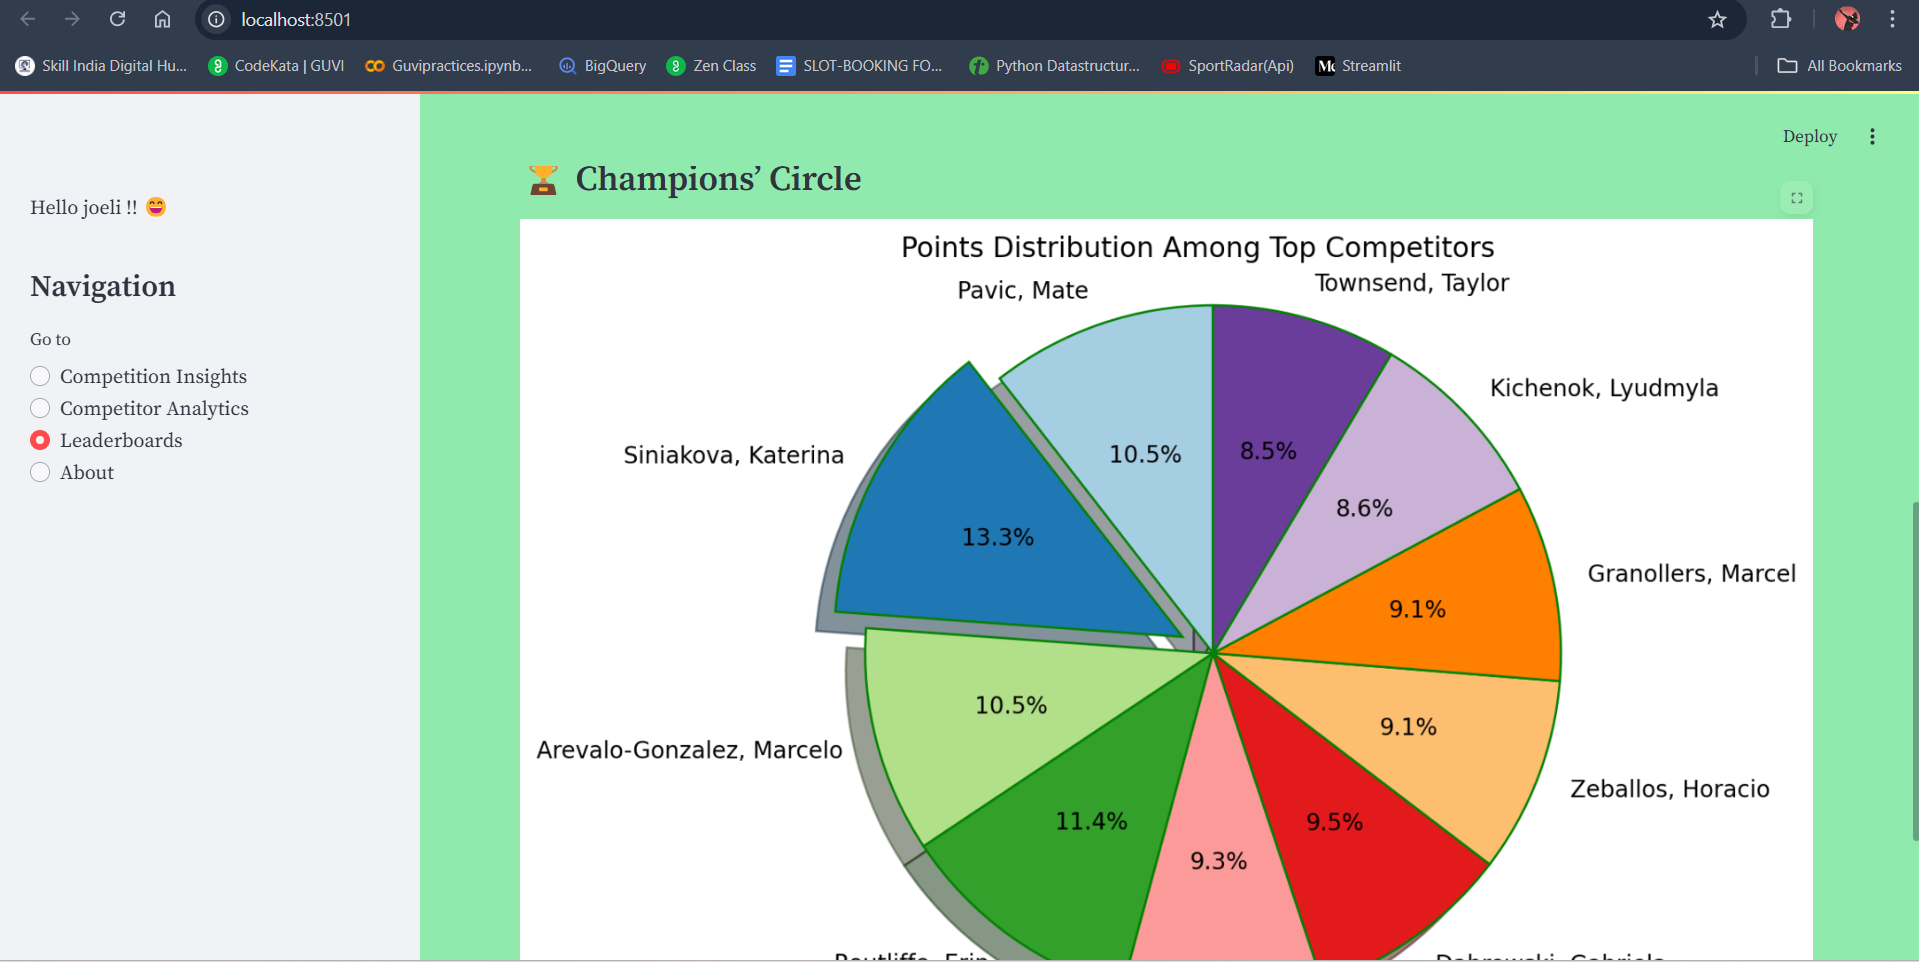 localhost:8501
Skill India Digital Hu...
CodeKata | GUVI
Guvipractices.ipynb...
BigQuery
Zen Class
SLOT-BOOKING FO...
Python Datastructur...
SportRadar(Api)
Streamlit
All Bookmarks
Deploy
Hello joeli !! 😄
Navigation
Go to
Competition Insights
Competitor Analytics
Leaderboards
About
🏆 Champions’ Circle
Points Distribution Among Top Competitors
Pavic, Mate
Townsend, Taylor
Kichenok, Lyudmyla
Siniakova, Katerina
10.5%
8.5%
8.6%
13.3%
Granollers, Marcel
9.1%
10.5%
9.1%
Arevalo-Gonzalez, Marcelo
Zeballos, Horacio
11.4%
9.5%
9.3%